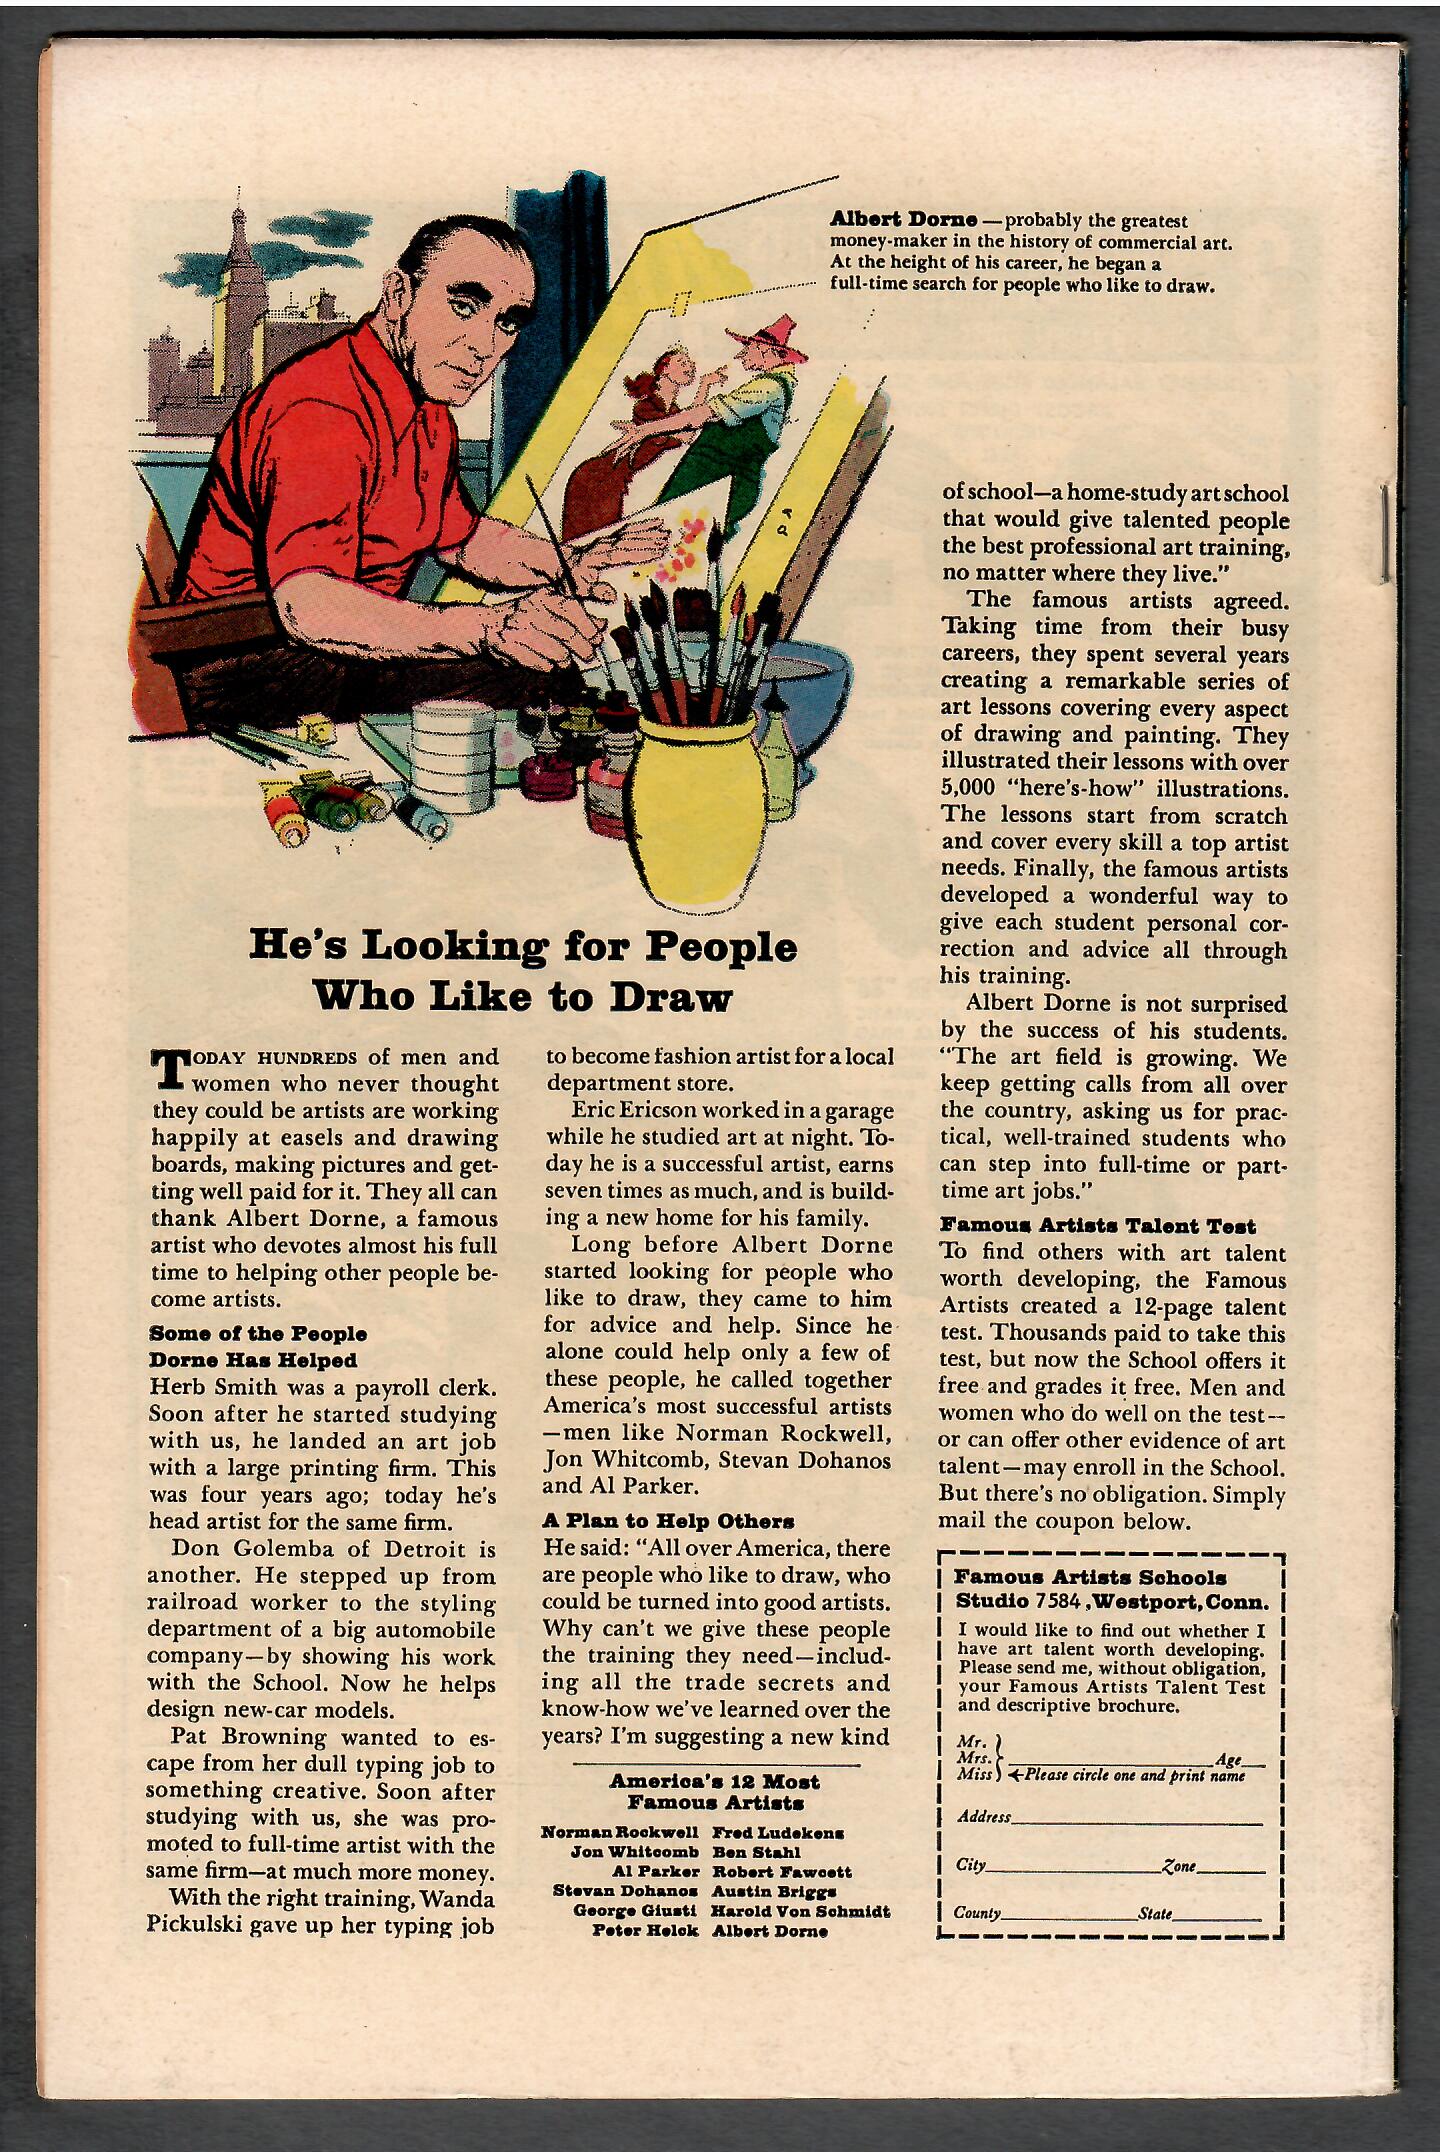 Albert Dorne — probably the greatest
money-maker in the history of commercial art.
At the height of his career, he began a
full-time search for people who like to draw.
He's Looking for People
Who Like to Draw
TODAY HUNDREDS of men and
women who never thought
they could be artists are working
happily at easels and drawing
boards, making pictures and get-
ting well paid for it. They all can
thank Albert Dorne, a famous
artist who devotes almost his full
time to helping other people be-
come artists.
Some of the People
Dorne Has Helped
Herb Smith was a payroll clerk.
Soon after he started studying
with us, he landed an art job
with a large printing firm. This
was four years ago; today he's
head artist for the same firm.
Don Golemba of Detroit is
another. He stepped up from
railroad worker to the styling
department of a big automobile
company—by showing his work
with the School. Now he helps
design new-car models.
Pat Browning wanted to es-
cape from her dull typing job to
something creative. Soon after
studying with us, she was pro-
moted to full-time artist with the
same firm—at much more money.
With the right training, Wanda
Pickulski gave up her typing job
to become fashion artist for a local
department store.
Eric Ericson worked in a garage
while he studied art at night. To-
day he is a successful artist, earns
seven times as much, and is build-
ing a new home for his family.
Long before Albert Dorne
started looking for people who
like to draw, they came to him
for advice and help. Since he
alone could help only a few of
these people, he called together
America's most successful artists
—men like Norman Rockwell,
Jon Whitcomb, Stevan Dohanos
and Al Parker.
A Plan to Help Others
He said: "All over America, there
are people who like to draw, who
could be turned into good artists.
Why can't we give these people
the training they need—includ-
ing all the trade secrets and
know-how we've learned over the
years? I'm suggesting a new kind
America's 12 Most
Famous Artists
Norman Rockwell Fred Ludekens
Jon Whitcomb Ben Stahl
Al Parker Robert Fawcett
Stevan Dohanos Austin Briggs
George Giusti Harold Von Schmidt
Peter Helck Albert Dorne
of school—a home-study art school
that would give talented people
the best professional art training,
no matter where they live."
The famous artists agreed.
Taking time from their busy
careers, they spent several years
creating a remarkable series of
art lessons covering every aspect
of drawing and painting. They
illustrated their lessons with over
5,000 "here's-how" illustrations.
The lessons start from scratch
and cover every skill a top artist
needs. Finally, the famous artists
developed a wonderful way to
give each student personal cor-
rection and advice all through
his training.
Albert Dorne is not surprised
by the success of his students.
"The art field is growing. We
keep getting calls from all over
the country, asking us for prac-
tical, well-trained students who
can step into full-time or part-
time art jobs."
Famous Artists Talent Test
To find others with art talent
worth developing, the Famous
Artists created a 12-page talent
test. Thousands paid to take this
test, but now the School offers it
free and grades it free. Men and
women who do well on the test—
or can offer other evidence of art
talent—may enroll in the School.
But there's no obligation. Simply
mail the coupon below.
Famous Artists Schools
Studio 7584, Westport, Conn.
I would like to find out whether I
have art talent worth developing.
Please send me, without obligation,
your Famous Artists Talent Test
and descriptive brochure.
Mr.
Mrs. Age
Miss ←Please circle one and print name
Address
City Zone
County State